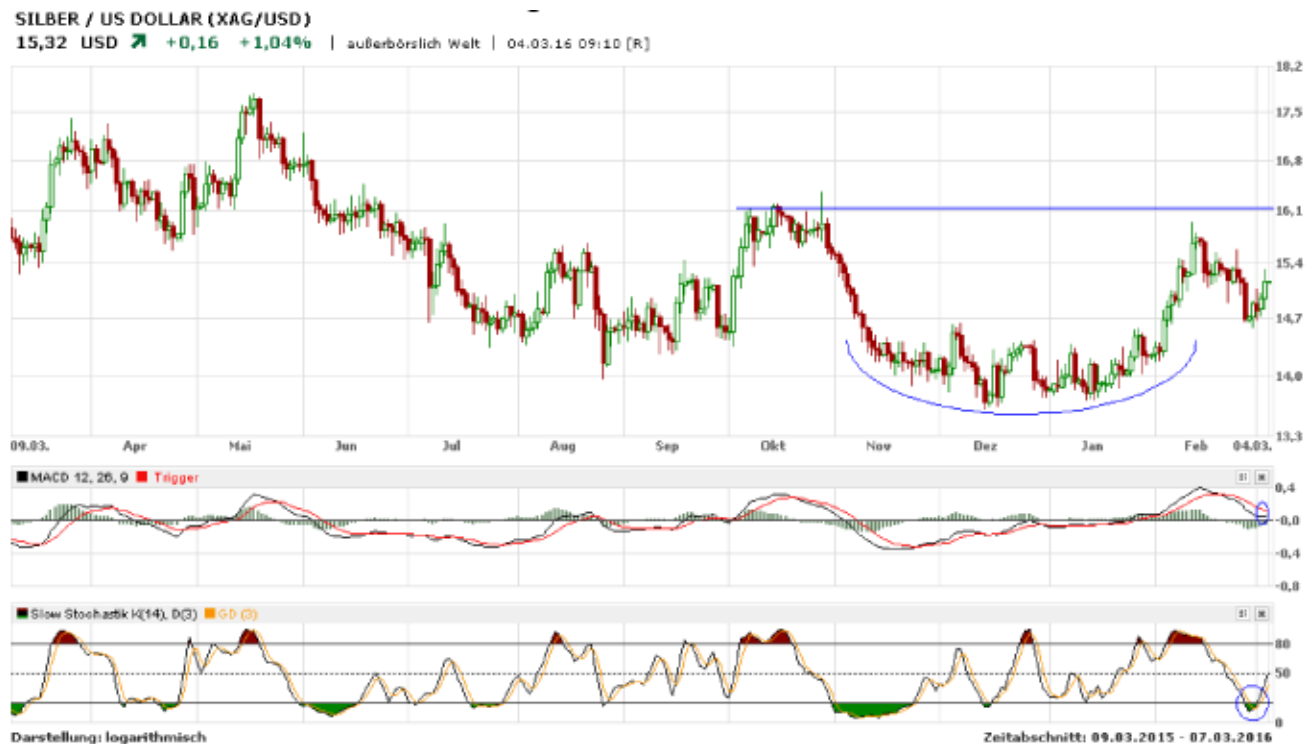 SILBER / US DOLLAR (XAG/USD)
15,32 USD +0,16 +1,04% | außerbörslich Welt | 04.03.16 09:10 [R]
18,2
17,5
16,8
16,1
15,4
14,7
14,0
13,3
09.03. Apr Mai Jun Jul Aug Sep Okt Nov Dez Jan Feb 04.03.
MACD 12, 26, 9 Trigger
0,4
-0,0
-0,4
-0,8
Slow Stochastik K(14), D(3) GD (3)
80
50
0
Darstellung: logarithmisch Zeitabschnitt: 09.03.2015 - 07.03.2016